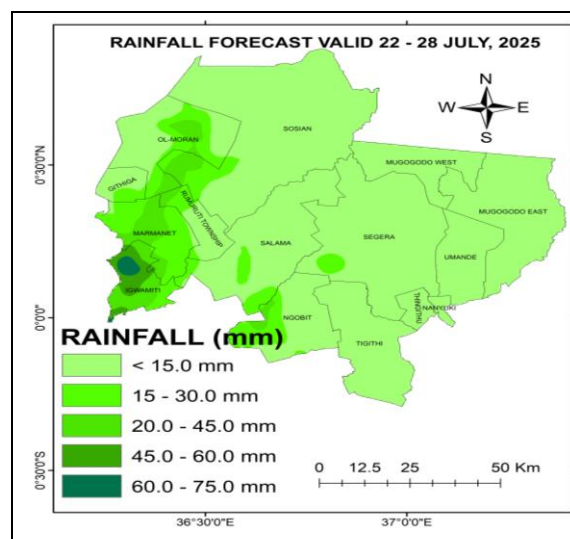 RAINFALL FORECAST VALID 22 - 28 JULY, 2025
N
W E
S
OL-MORAN
SOSIAN
0°30'0"N
MUGOGODO WEST
GITHIGA
MUGOGODO EAST
RUMURUTI TOWNSHIP
MARMANET
SALAMA
SEGERA
UMANDE
IGWAMITI
0°0'0"
NGOBIT
THINGITHU
NANYUKI
TIGITHI
RAINFALL (mm)
< 15.0 mm
15 - 30.0 mm
20.0 - 45.0 mm
45.0 - 60.0 mm
60.0 - 75.0 mm
0 12.5 25 50 Km
0°30'0"S
36°30'0"E 37°0'0"E